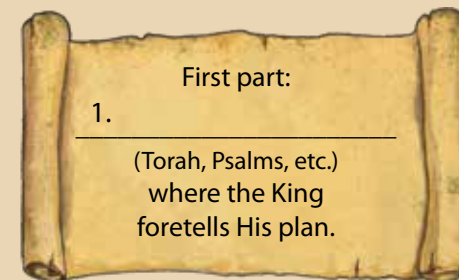 First part:
1.
(Torah, Psalms, etc.)
where the King
foretells His plan.